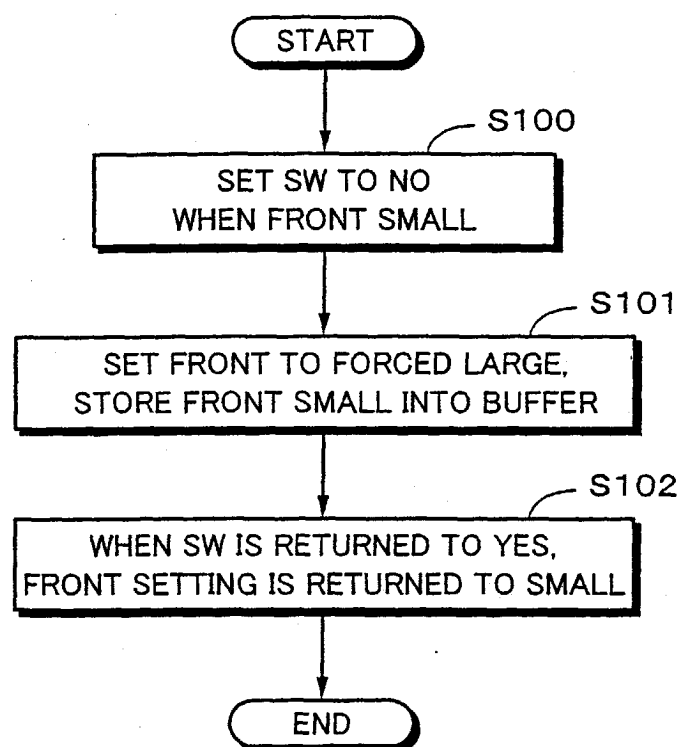 START
S100
SET SW TO NO
WHEN FRONT SMALL
S101
SET FRONT TO FORCED LARGE,
STORE FRONT SMALL INTO BUFFER
S102
WHEN SW IS RETURNED TO YES,
FRONT SETTING IS RETURNED TO SMALL
END